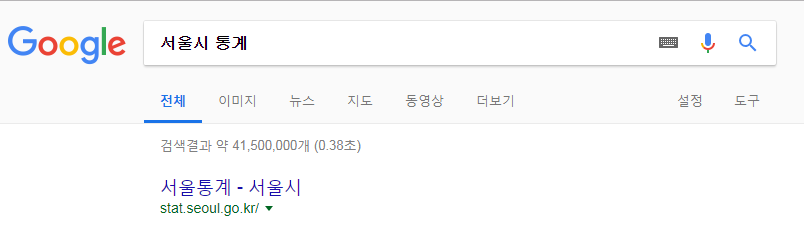 Google 서울시 통계
전체 이미지 뉴스 지도 동영상 더보기 설정 도구
검색결과 약 41,500,000개 (0.38초)
서울통계 - 서울시
stat.seoul.go.kr/